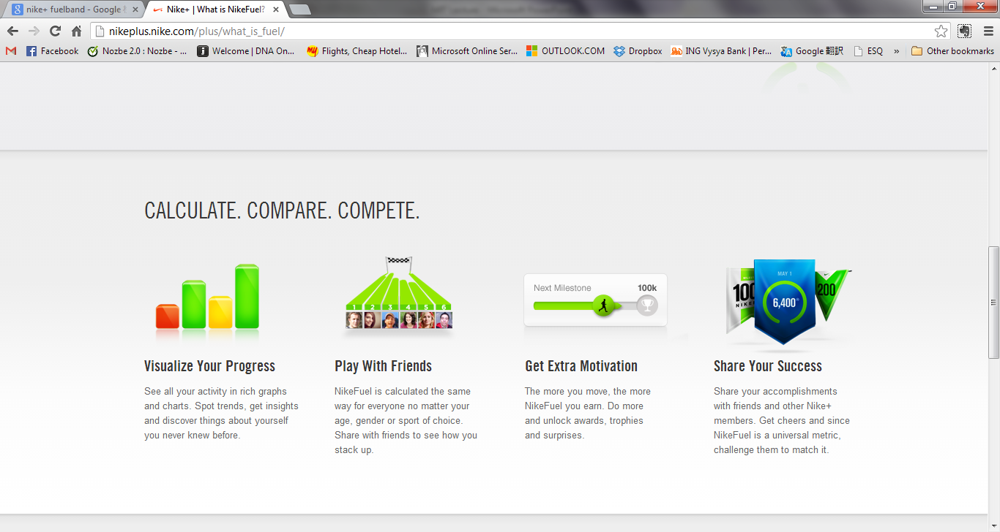 nike+ fuelband - Google
Nike+ | What is NikeFuel?
nikeplus.nike.com/plus/what_is_fuel/
Facebook
Nozbe 2.0 : Nozbe - ...
Welcome | DNA On...
Flights, Cheap Hotel...
Microsoft Online Ser...
OUTLOOK.COM
Dropbox
ING Vysya Bank | Per...
Google 翻訳
ESQ
»
Other bookmarks
CALCULATE. COMPARE. COMPETE.
1 2 3 4 5 6
Next Milestone 100k
100
NIKE
MAY 1
6,400
200
Visualize Your Progress
See all your activity in rich graphs
and charts. Spot trends, get insights
and discover things about yourself
you never knew before.
Play With Friends
NikeFuel is calculated the same
way for everyone no matter your
age, gender or sport of choice.
Share with friends to see how you
stack up.
Get Extra Motivation
The more you move, the more
NikeFuel you earn. Do more
and unlock awards, trophies
and surprises.
Share Your Success
Share your accomplishments
with friends and other Nike+
members. Get cheers and since
NikeFuel is a universal metric,
challenge them to match it.